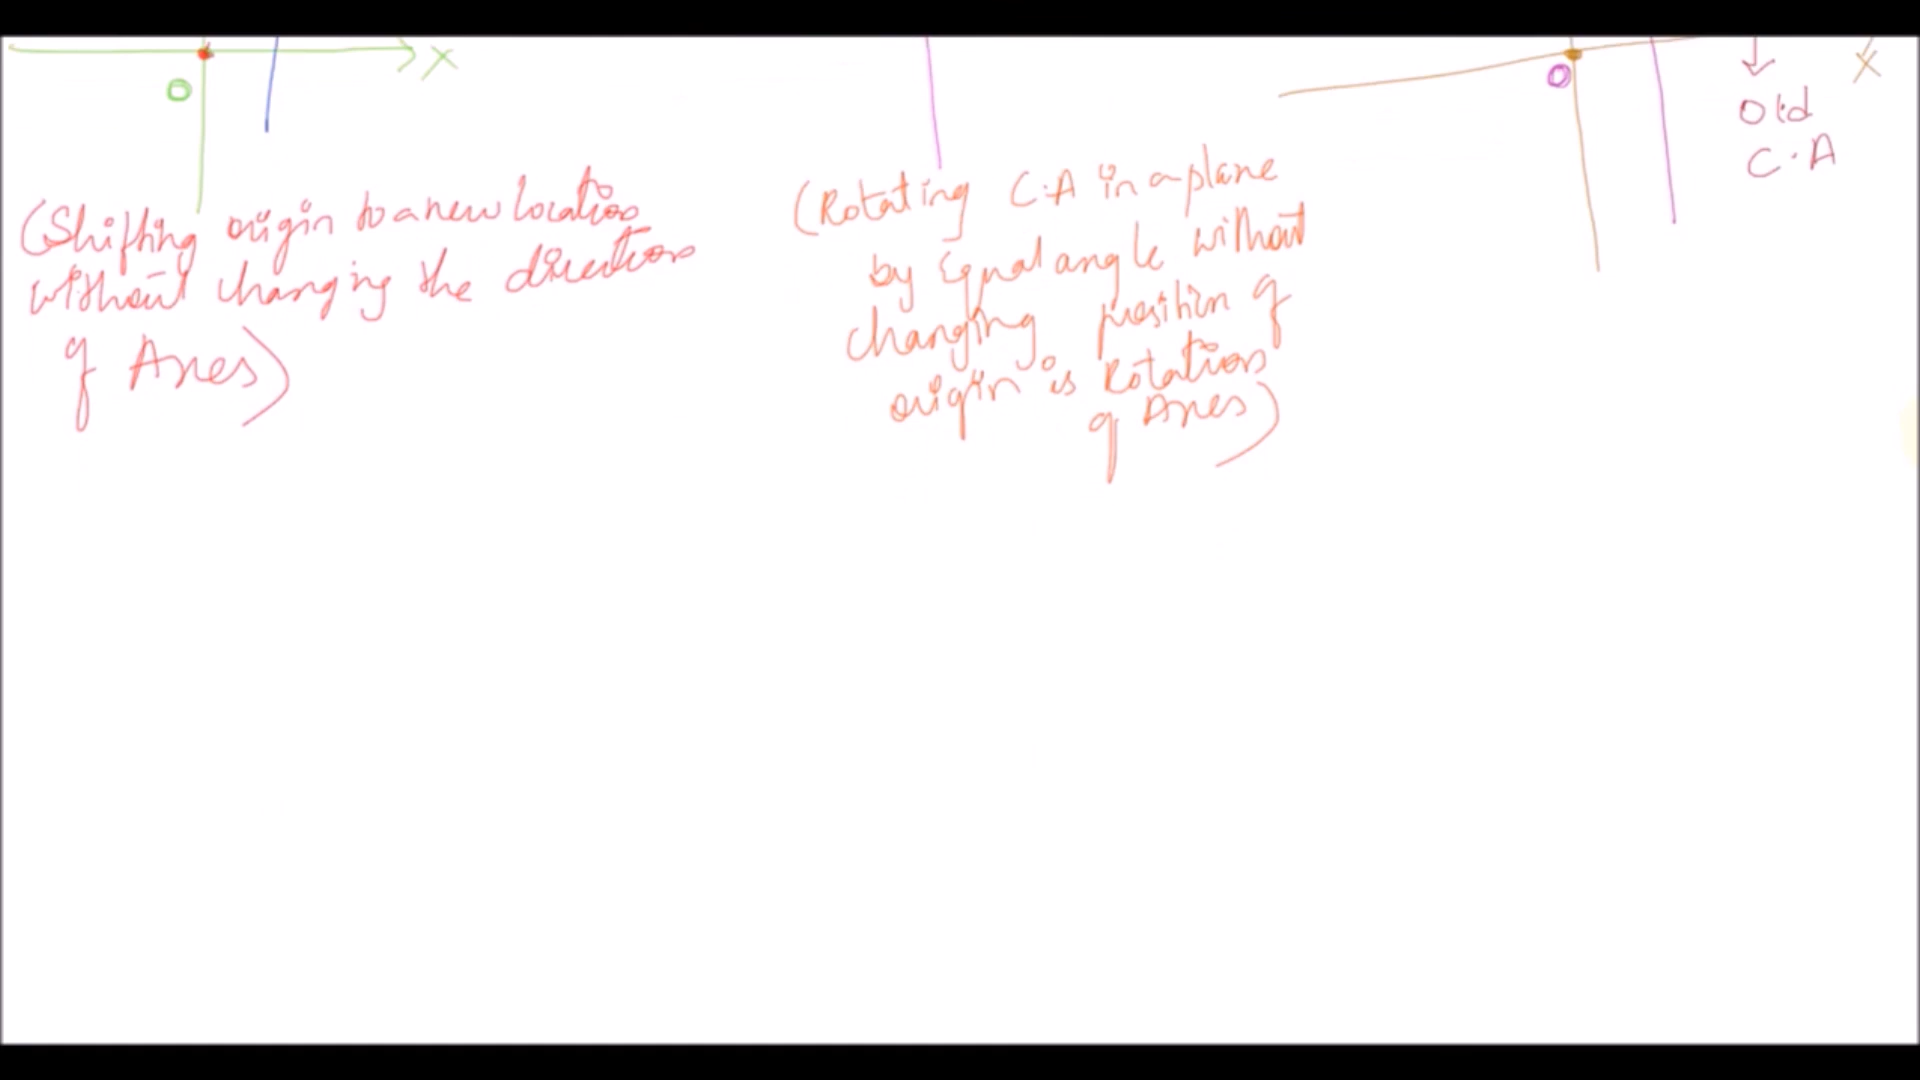 X
O
(Shifting origin to a new location
without changing the direction
of Axes)
(Rotating C.A in a plane
by Equal angle without
changing position of
origin is Rotation
of Axes)
O
X
Old
C.A